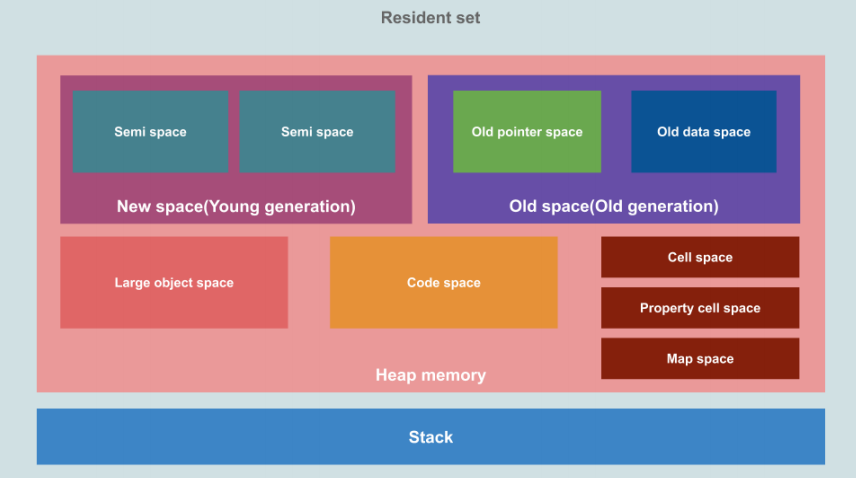 Resident set
Semi space
Semi space
New space(Young generation)
Old pointer space
Old data space
Old space(Old generation)
Large object space
Code space
Cell space
Property cell space
Map space
Heap memory
Stack